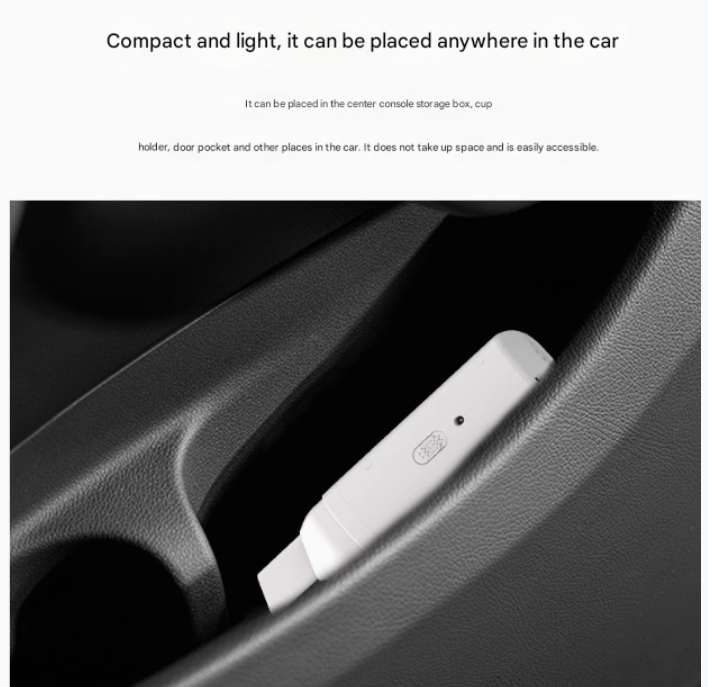 Compact and light, it can be placed anywhere in the car
It can be placed in the center console storage box, cup
holder, door pocket and other places in the car. It does not take up space and is easily accessible.